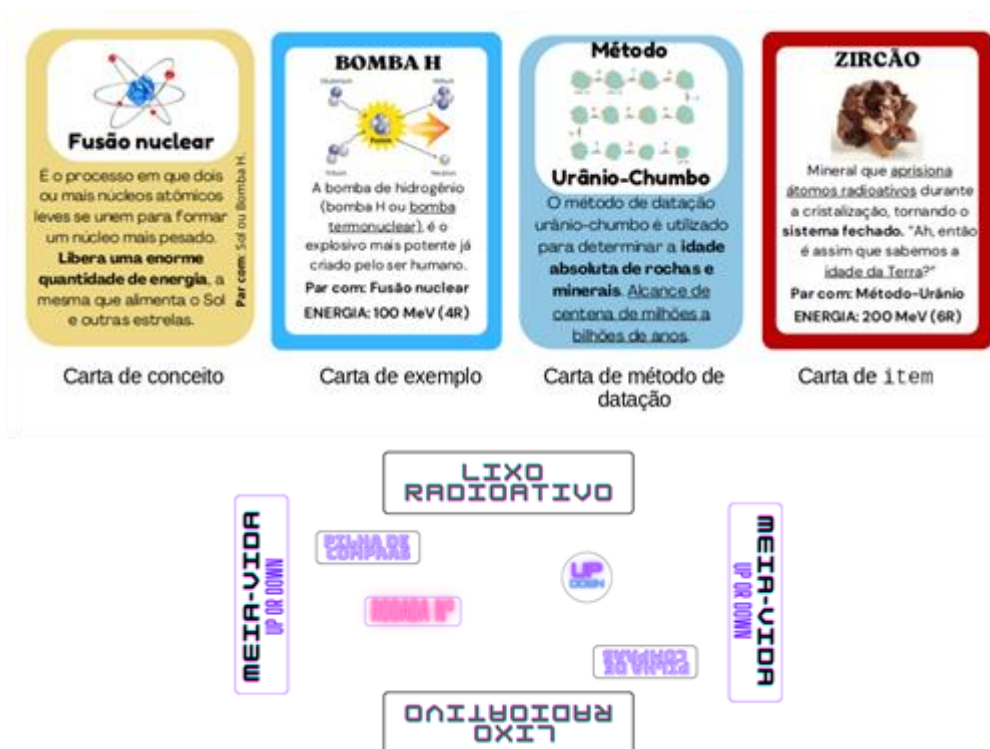 Fusão nuclear
É o processo em que dois
ou mais núcleos atômicos
leves se unem para formar
um núcleo mais pesado.
Libera uma enorme
quantidade de energia, a
mesma que alimenta o Sol
e outras estrelas.
Par com: Sol ou Bomba H.
BOMBA H
Fusion
A bomba de hidrogênio
(bomba H ou bomba
termonuclear), é o
explosivo mais potente já
criado pelo ser humano.
Par com: Fusão nuclear
ENERGIA: 100 MeV (4R)
Método
Urânio-Chumbo
O método de datação
urânio-chumbo é utilizado
para determinar a idade
absoluta de rochas e
minerais. Alcance de
centena de milhões a
bilhões de anos.
ZIRCÃO
Mineral que aprisiona
átomos radioativos durante
a cristalização, tornando o
sistema fechado. "Ah, então
é assim que sabemos a
idade da Terra?"
Par com: Método-Urânio
ENERGIA: 200 MeV (6R)
Carta de conceito
Carta de exemplo
Carta de método de
datação
Carta de item
LIXO
RADIOATIVO
MEIA-VIDA
UP OR DOWN
PILHA DE
COMPRAS
UP
DOWN
RODADA Nº
MEIA-VIDA
UP OR DOWN
PILHA DE
COMPRAS
LIXO
RADIOATIVO